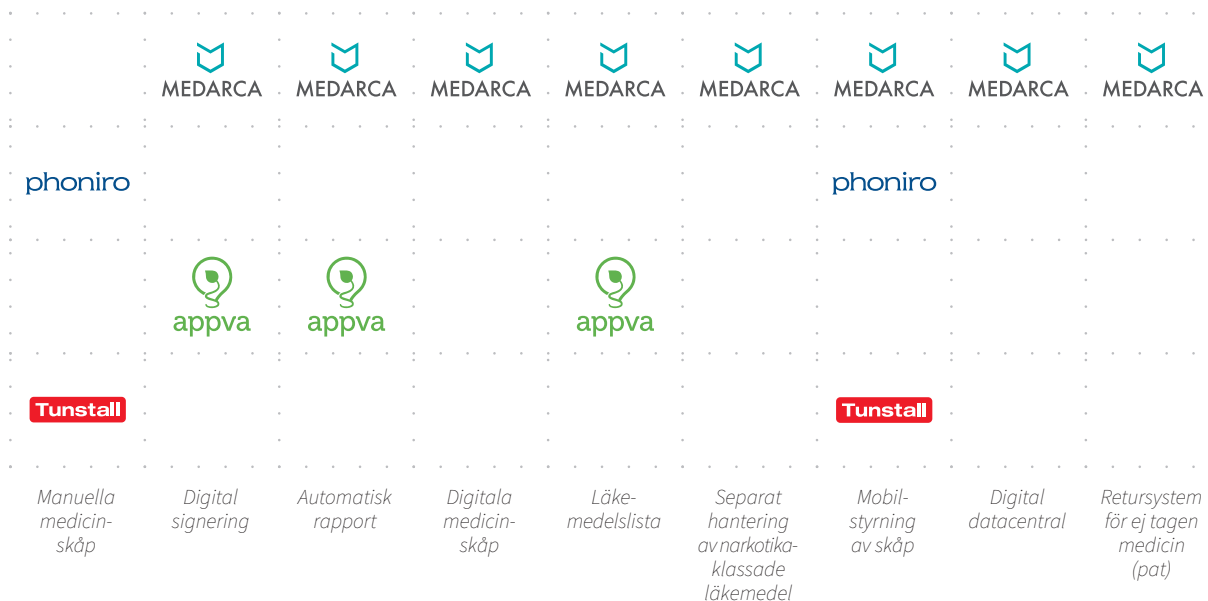 MEDARCA MEDARCA MEDARCA MEDARCA MEDARCA MEDARCA MEDARCA MEDARCA
phoniro phoniro
appva appva appva
Tunstall Tunstall
Manuella
medicin-
skåp
Digital
signering
Automatisk
rapport
Digitala
medicin-
skåp
Läke-
medelslista
Separat
hantering
av narkotika-
klassade
läkemedel
Mobil-
styrning
av skåp
Digital
datacentral
Retursystem
för ej tagen
medicin
(pat)